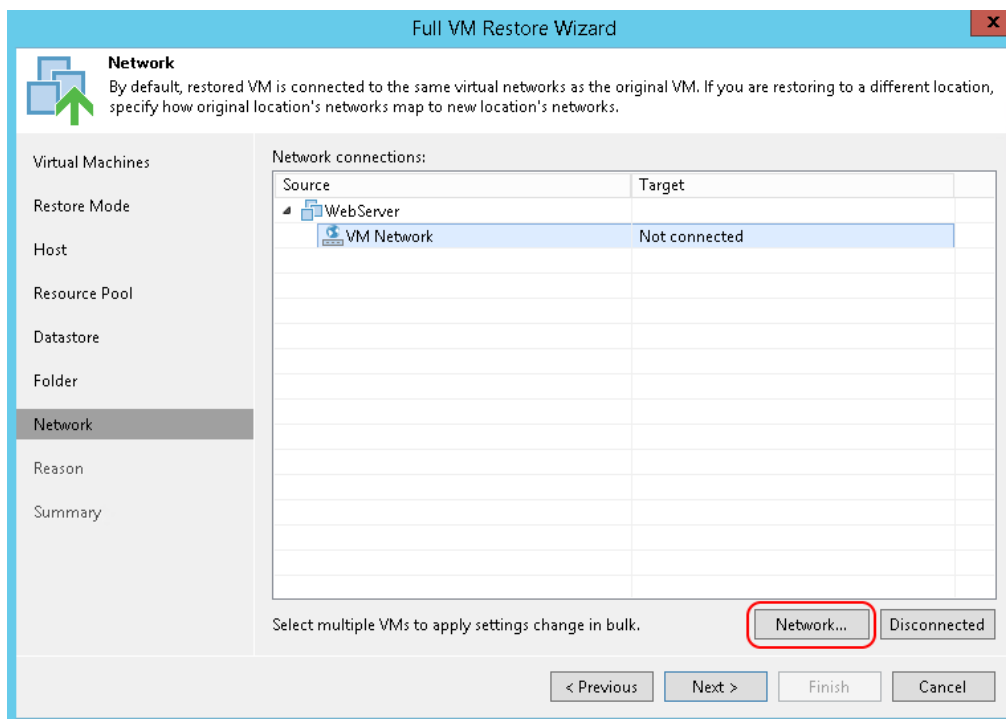 Full VM Restore Wizard
X
Network
By default, restored VM is connected to the same virtual networks as the original VM. If you are restoring to a different location,
specify how original location's networks map to new location's networks.
Virtual Machines
Restore Mode
Host
Resource Pool
Datastore
Folder
Network
Reason
Summary
Network connections:
Source Target
WebServer
VM Network Not connected
Select multiple VMs to apply settings change in bulk.
Network... Disconnected
< Previous Next > Finish Cancel